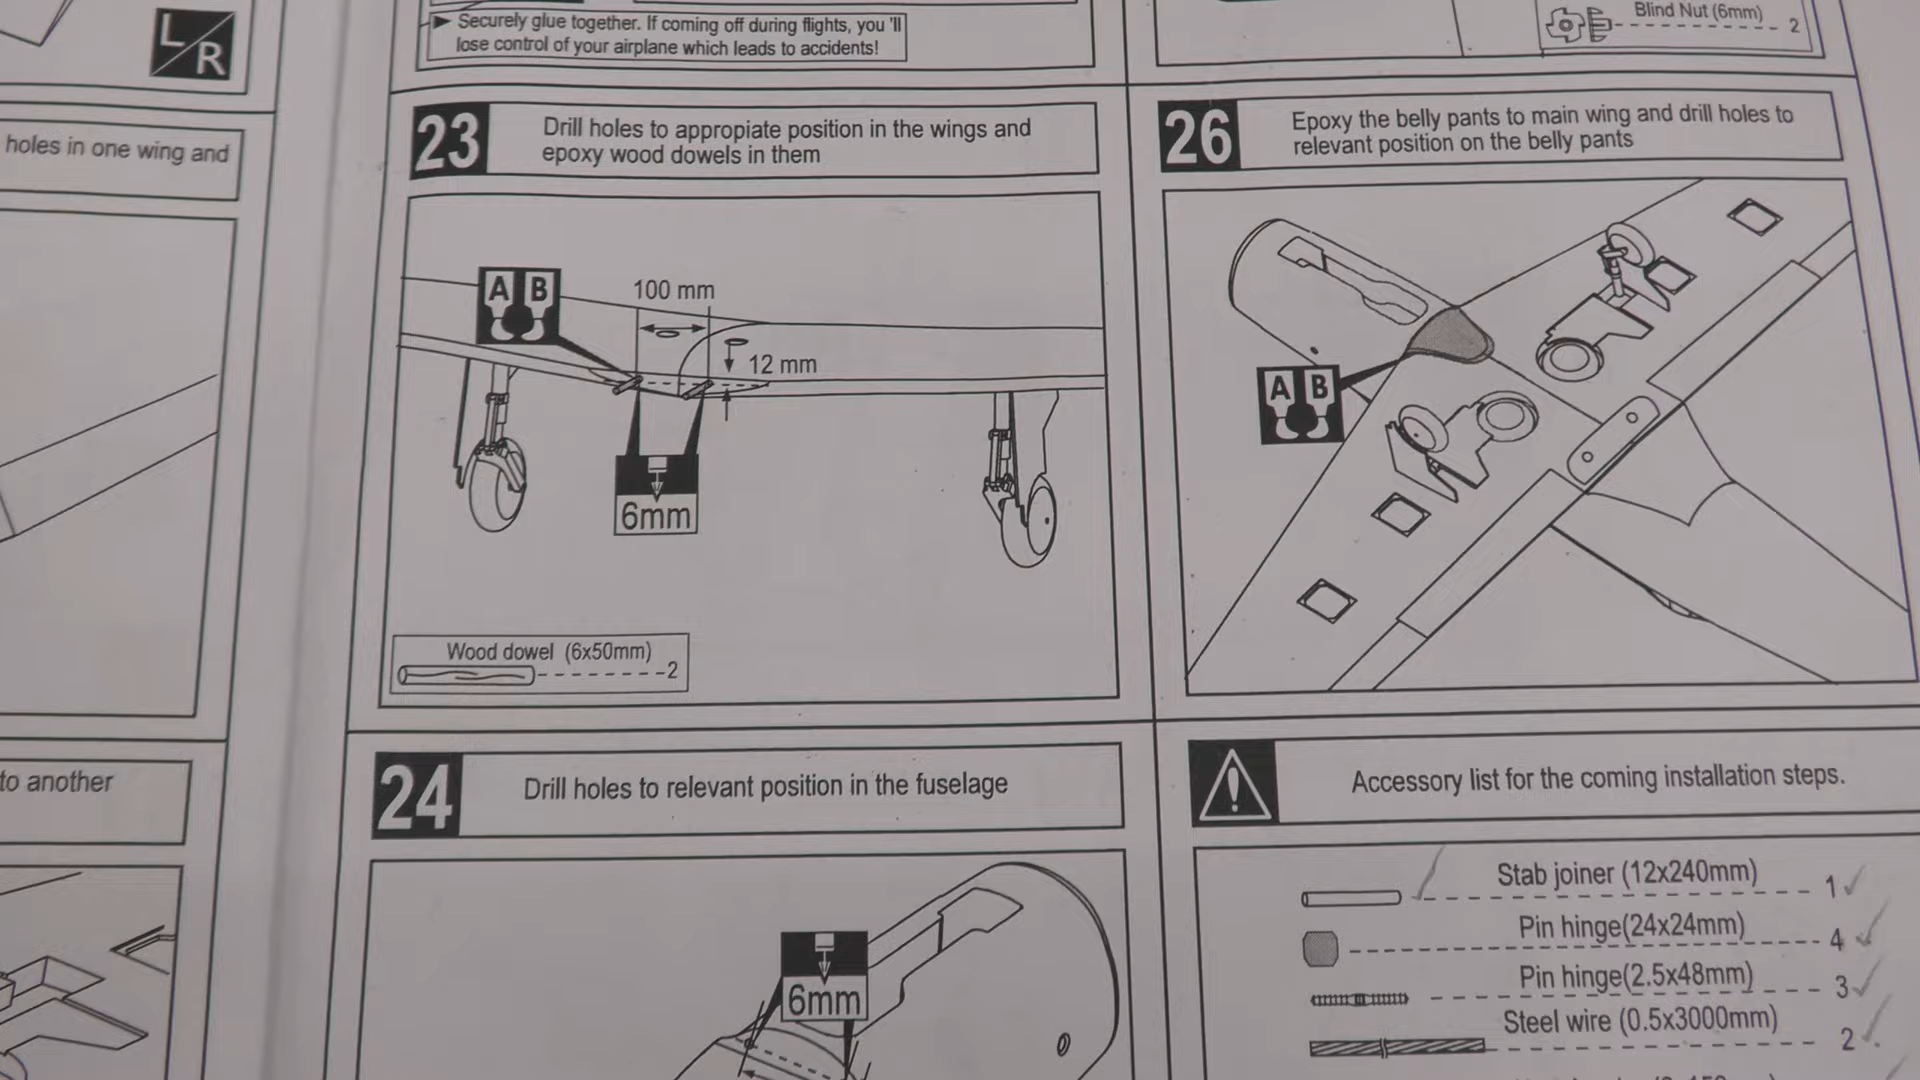 L/R
holes in one wing and
to another
▶ Securely glue together. If coming off during flights, you 'll
lose control of your airplane which leads to accidents!
23
Drill holes to appropiate position in the wings and
epoxy wood dowels in them
A B
100 mm
12 mm
6mm
Wood dowel (6x50mm)
2
24
Drill holes to relevant position in the fuselage
6mm
Blind Nut (6mm)
2
26
Epoxy the belly pants to main wing and drill holes to
relevant position on the belly pants
A B
Accessory list for the coming installation steps.
Stab joiner (12x240mm)
1
Pin hinge(24x24mm)
4
Pin hinge(2.5x48mm)
3
Steel wire (0.5x3000mm)
2